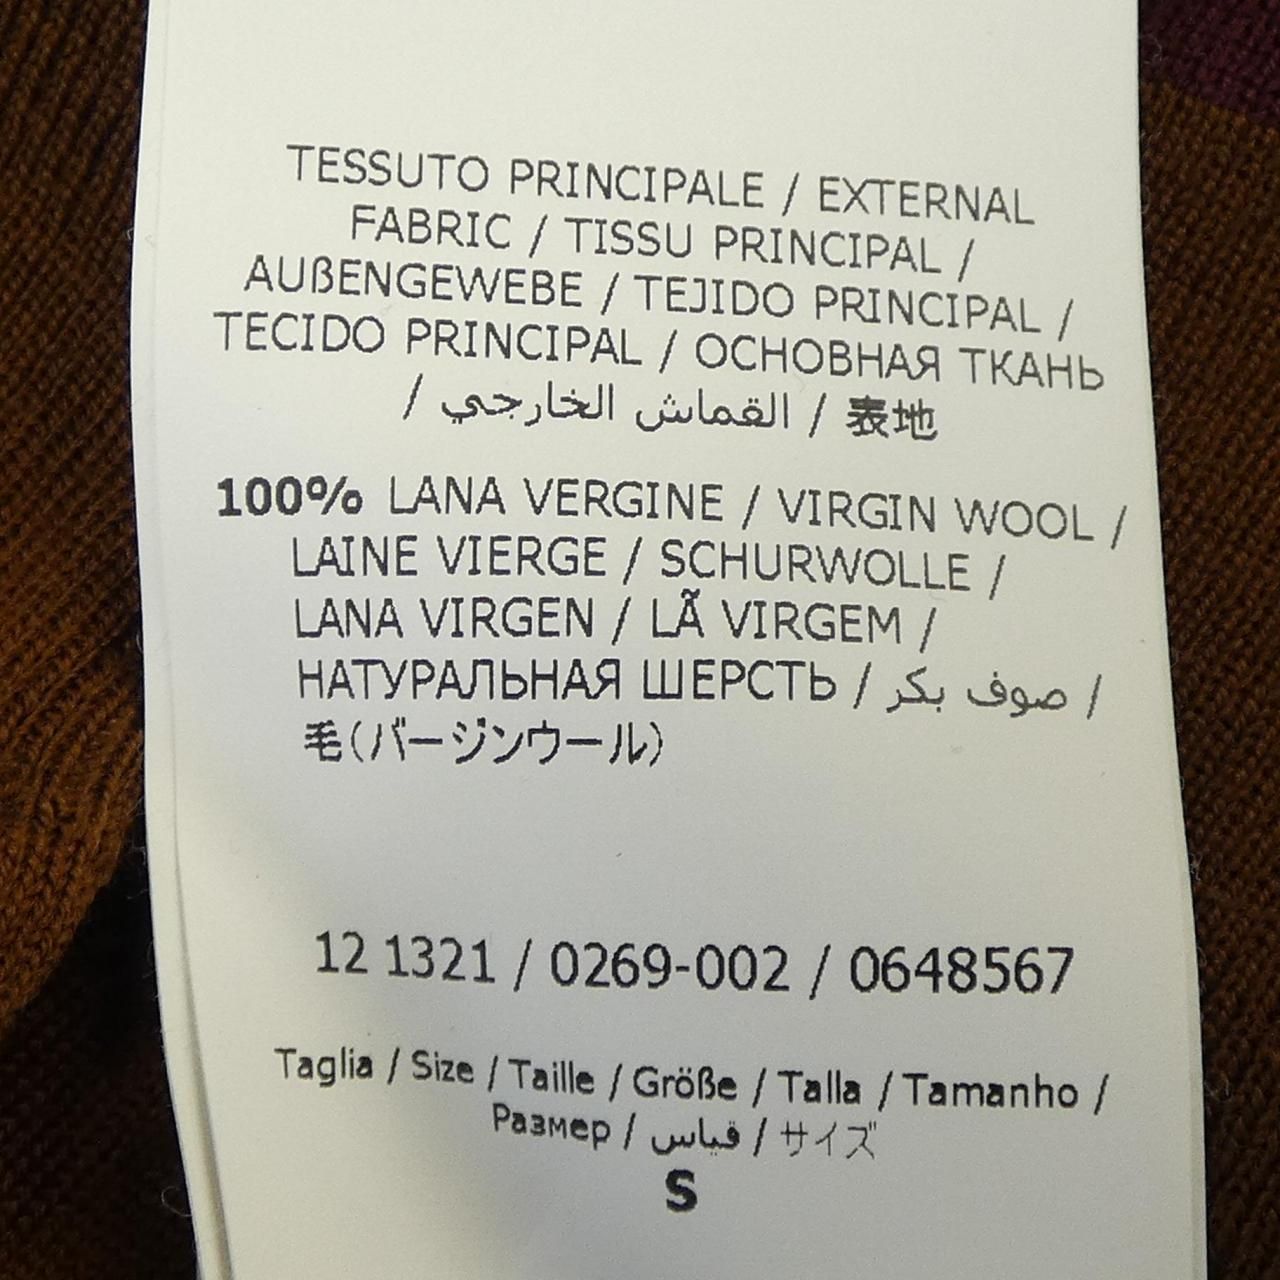 TESSUTO PRINCIPALE / EXTERNAL
FABRIC / TISSU PRINCIPAL /
AUßENGEWEBE / TEJIDO PRINCIPAL /
TECIDO PRINCIPAL / ОСНОВНАЯ ТКАНЬ
/ القماش الخارجي / 表地
100% LANA VERGINE / VIRGIN WOOL /
LAINE VIERGE / SCHURWOLLE /
LANA VIRGEN / LÃ VIRGEM /
НАТУРАЛЬНАЯ ШЕРСТЬ / صوف بكر /
毛(バージンウール)
12 1321 / 0269-002 / 0648567
Taglia / Size / Taille / Größe / Talla / Tamanho /
Размер / قياس / サイズ
S